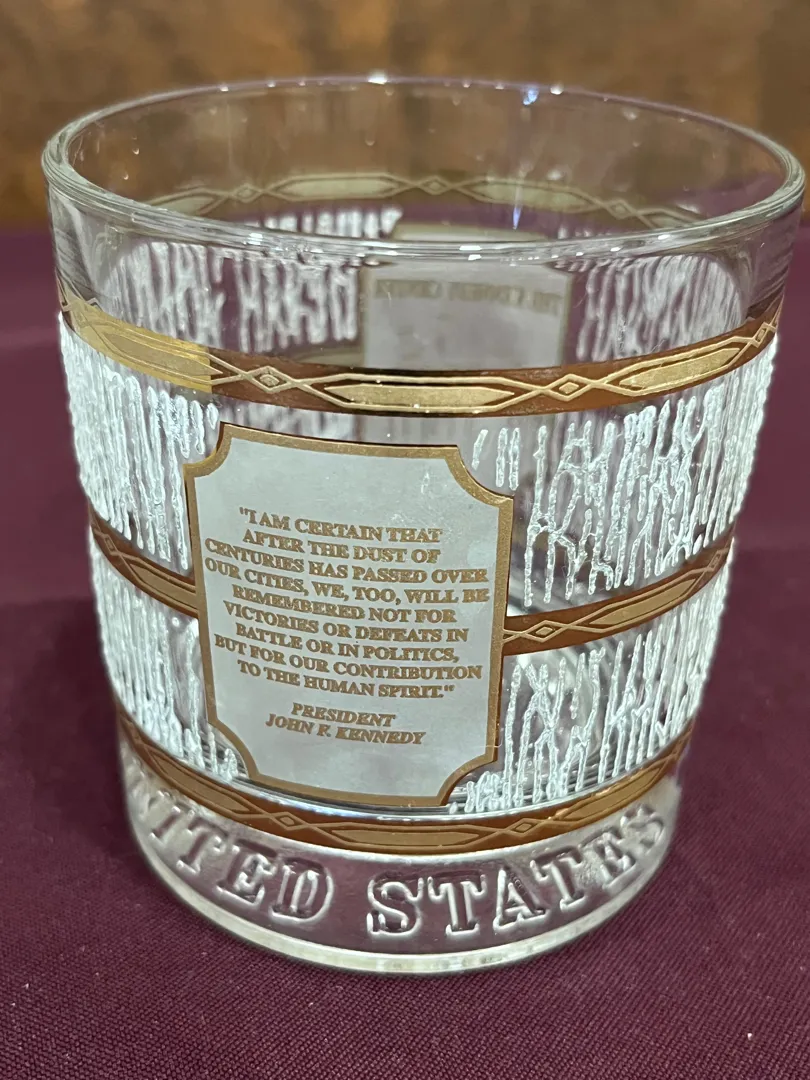 "I AM CERTAIN THAT
AFTER THE DUST OF
CENTURIES HAS PASSED OVER
OUR CITIES, WE, TOO, WILL BE
REMEMBERED NOT FOR
VICTORIES OR DEFEATS IN
BATTLE OR IN POLITICS,
BUT FOR OUR CONTRIBUTION
TO THE HUMAN SPIRIT."
PRESIDENT
JOHN F. KENNEDY
UNITED STATES